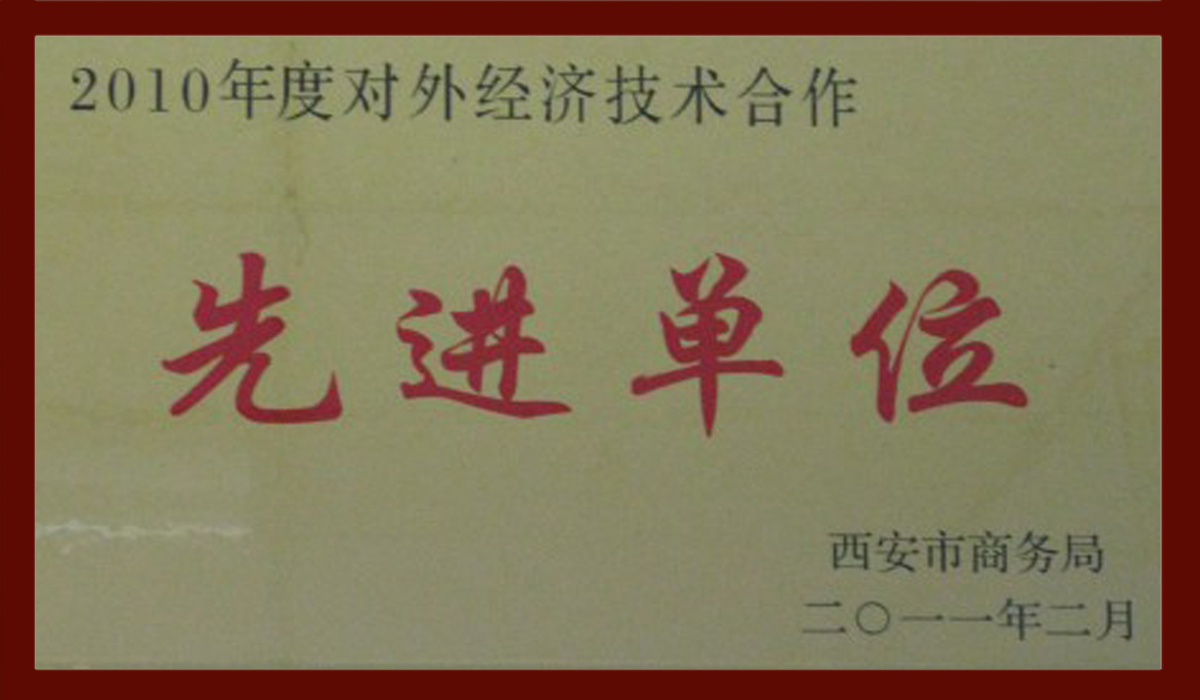 2010年度对外经济技术合作
先进单位
西安市商务局
二〇一一年二月